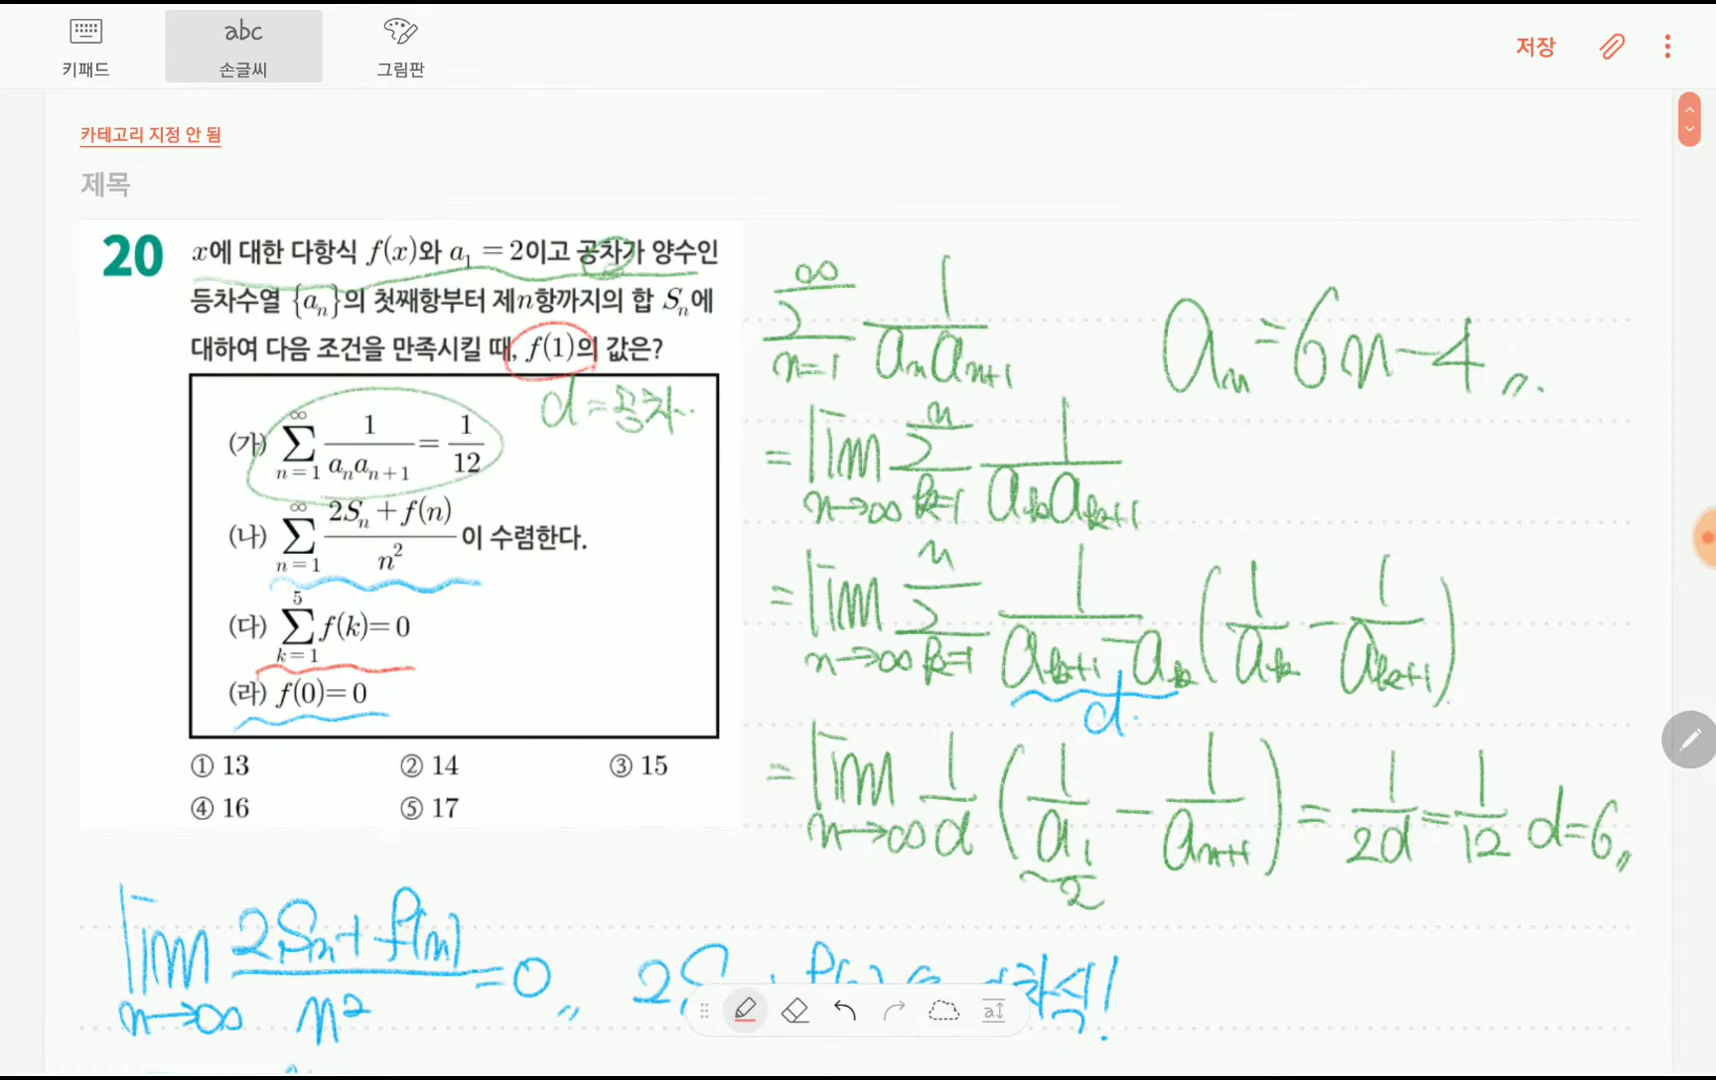 키패드
abc
손글씨
그림판
저장
카테고리 지정 안 됨
제목
20 x에 대한 다항식 f(x)와 a₁ = 2이고 공차가 양수인
등차수열 {aₙ}의 첫째항부터 제n항까지의 합 Sₙ에
대하여 다음 조건을 만족시킬 때, f(1)의 값은?
d = 공차..
(가) ∑_{n=1}^{∞} 1/(aₙaₙ₊₁) = 1/12
(나) ∑_{n=1}^{∞} (2Sₙ + f(n))/n² 이 수렴한다.
(다) ∑_{k=1}^{5} f(k) = 0
(라) f(0) = 0
① 13 ② 14 ③ 15
④ 16 ⑤ 17
∑_{n=1}^{∞} 1/(aₙaₙ₊₁)
aₙ = 6n - 4 〃.
= lim_{n→∞} ∑_{k=1}^{n} 1/(aₖaₖ₊₁)
= lim_{n→∞} ∑_{k=1}^{n} 1/(aₖ₊₁ - aₖ) (1/aₖ - 1/aₖ₊₁)
d.
= lim_{n→∞} 1/d (1/a₁ - 1/aₙ₊₁) = 1/2d = 1/12 d = 6 〃
2
lim_{n→∞} (2Sₙ + f(n))/n² = 0 〃
a↕